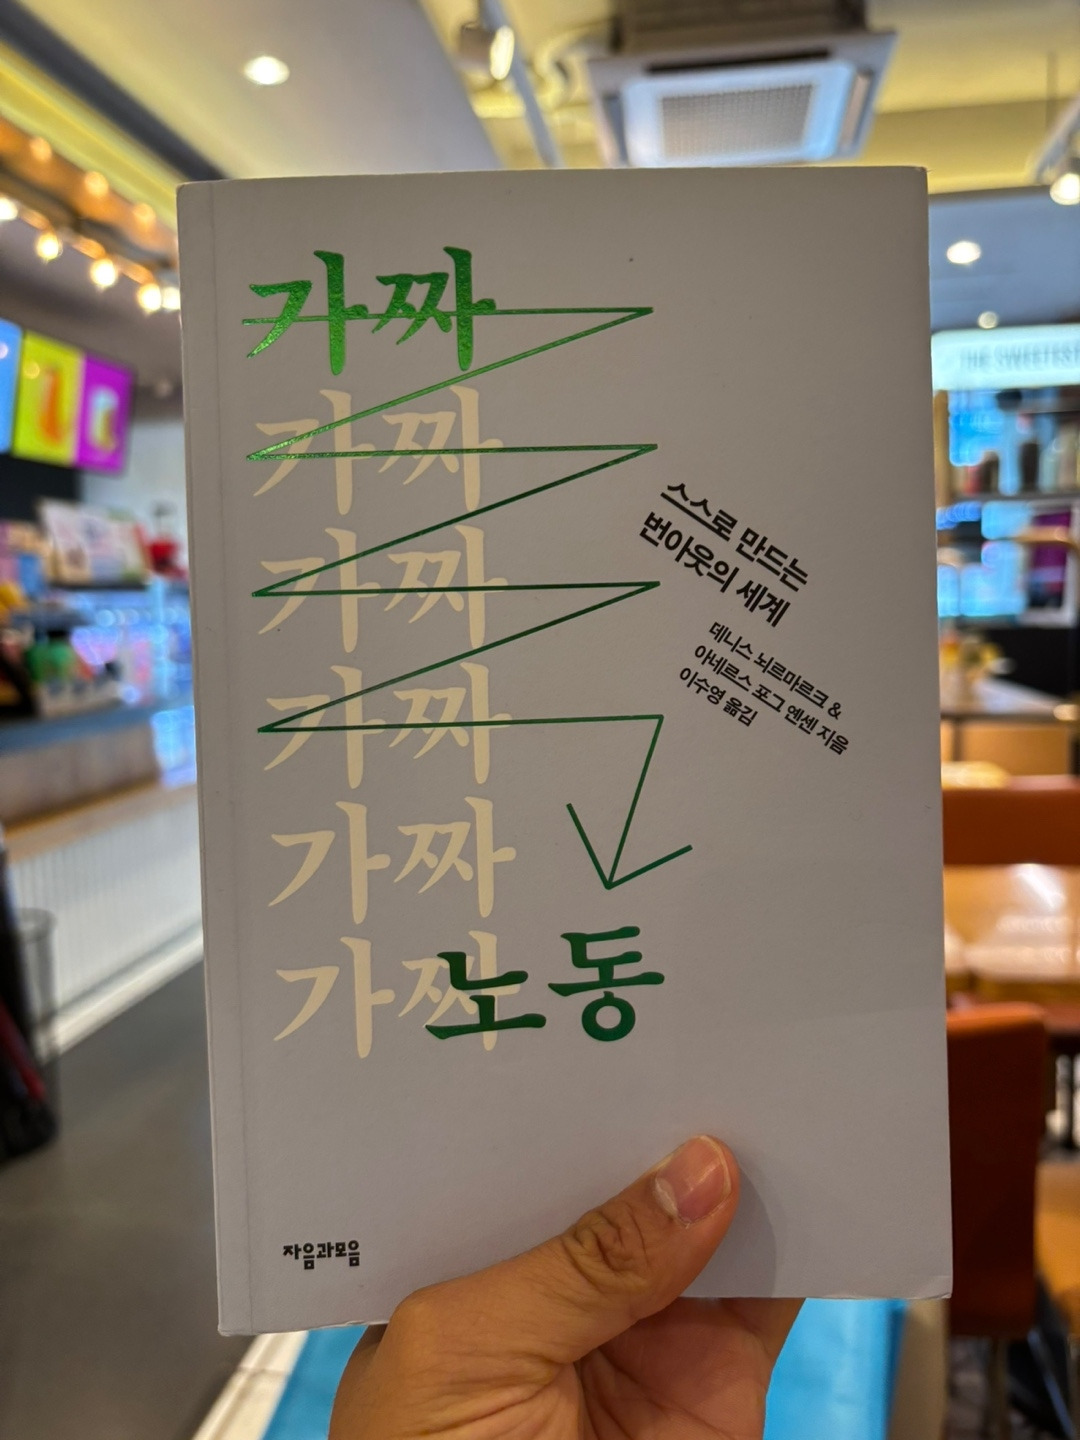 가짜
가짜
가짜
가짜
가짜
가짜
노동
스스로 만드는
번아웃의 세계
데니스 뇌르마르크 &
아네르스 포그 옌센 지음
이수영 옮김
자음과모음
THE SWEETEST